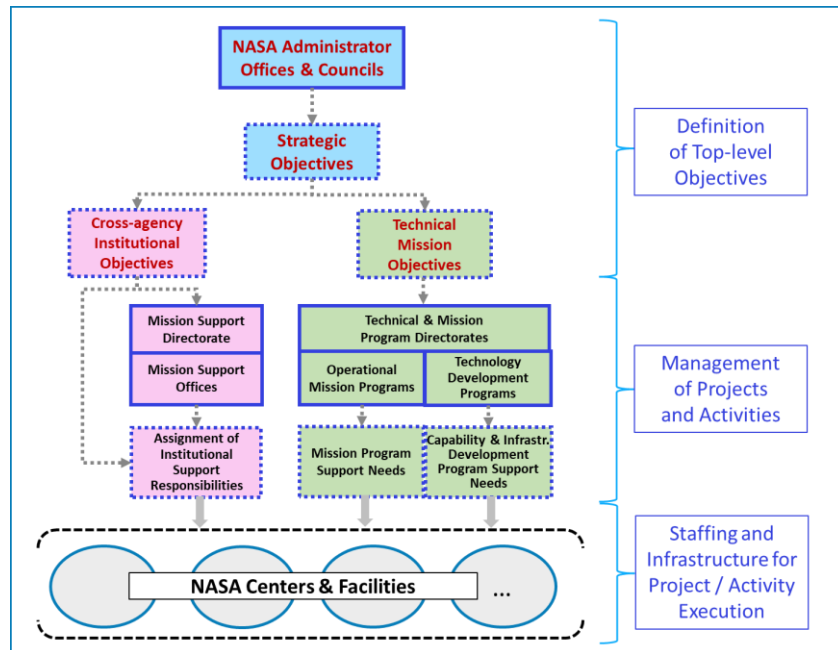 NASA Administrator
Offices & Councils
Strategic
Objectives
Definition
of Top-level
Objectives
Cross-agency
Institutional
Objectives
Technical
Mission
Objectives
Mission Support
Directorate
Mission Support
Offices
Technical & Mission
Program Directorates
Operational
Mission Programs
Technology
Development
Programs
Management
of Projects
and Activities
Assignment of
Institutional
Support
Responsibilities
Mission Program
Support Needs
Capability & Infrastr.
Development
Program Support
Needs
NASA Centers & Facilities
...
Staffing and
Infrastructure for
Project / Activity
Execution